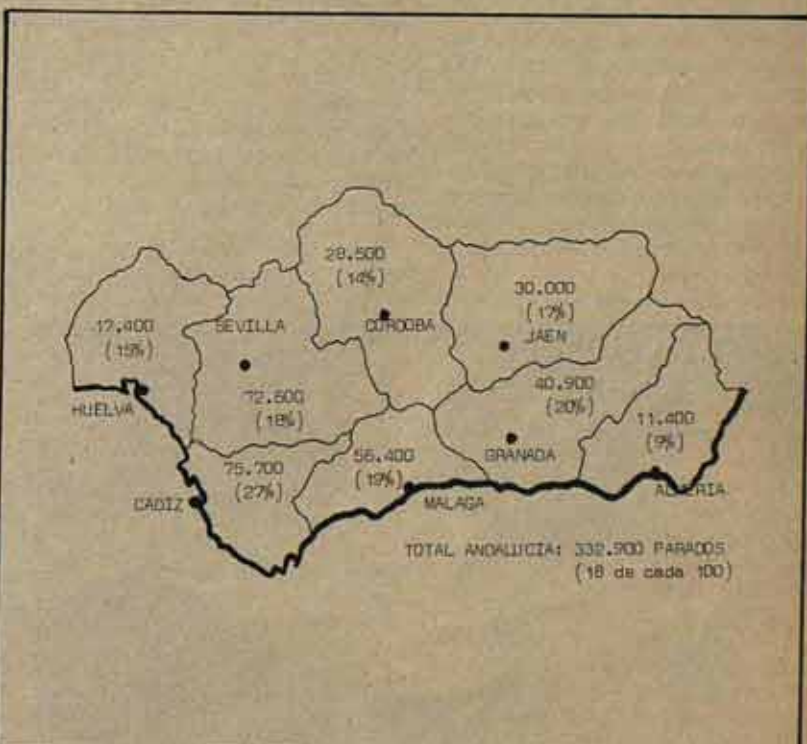 28.500
(14%)
CORDOBA
30.000
(17%)
JAEN
17.400
(15%)
HUELVA
SEVILLA
72.600
(18%)
40.900
(20%)
GRANADA
11.400
(9%)
ALMERIA
75.700
(27%)
CADIZ
56.400
(19%)
MALAGA
TOTAL ANDALUCIA: 332.900 PARADOS
(18 de cada 100)